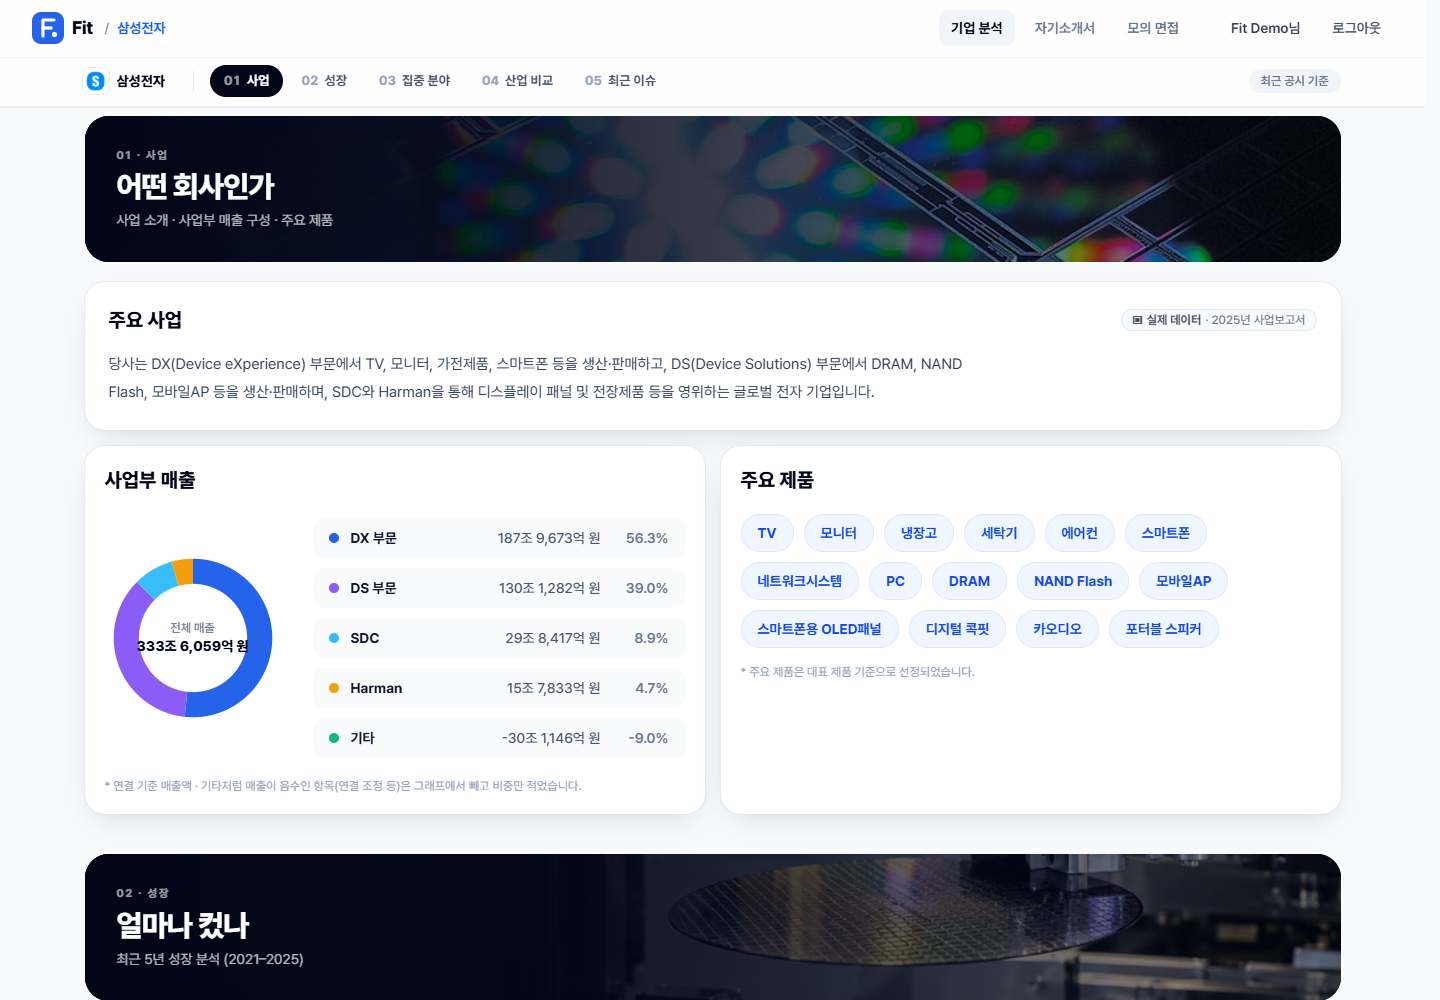 F. Fit / 삼성전자
기업 분석 자기소개서 모의 면접 Fit Demo님 로그아웃
S 삼성전자 01 사업 02 성장 03 집중 분야 04 산업 비교 05 최근 이슈 최근 공시 기준
01 · 사업
어떤 회사인가
사업 소개 · 사업부 매출 구성 · 주요 제품
주요 사업
실제 데이터 · 2025년 사업보고서
당사는 DX(Device eXperience) 부문에서 TV, 모니터, 가전제품, 스마트폰 등을 생산·판매하고, DS(Device Solutions) 부문에서 DRAM, NAND
Flash, 모바일AP 등을 생산·판매하며, SDC와 Harman을 통해 디스플레이 패널 및 전장제품 등을 영위하는 글로벌 전자 기업입니다.
사업부 매출
전체 매출
333조 6,059억 원
DX 부문 187조 9,673억 원 56.3%
DS 부문 130조 1,282억 원 39.0%
SDC 29조 8,417억 원 8.9%
Harman 15조 7,833억 원 4.7%
기타 -30조 1,146억 원 -9.0%
* 연결 기준 매출액 · 기타처럼 매출이 음수인 항목(연결 조정 등)은 그래프에서 빼고 비중만 적었습니다.
주요 제품
TV 모니터 냉장고 세탁기 에어컨 스마트폰
네트워크시스템 PC DRAM NAND Flash 모바일AP
스마트폰용 OLED패널 디지털 콕핏 카오디오 포터블 스피커
* 주요 제품은 대표 제품 기준으로 선정되었습니다.
02 · 성장
얼마나 컸나
최근 5년 성장 분석 (2021–2025)